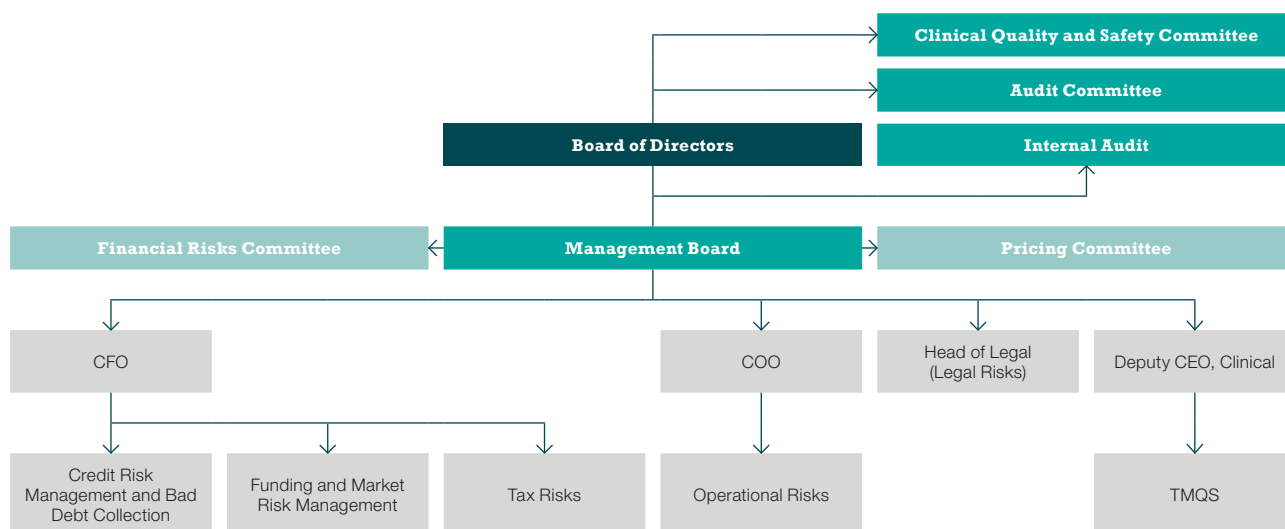 Clinical Quality and Safety Committee
Audit Committee
Board of Directors
Internal Audit
Financial Risks Committee
Management Board
Pricing Committee
CFO
COO
Head of Legal
(Legal Risks)
Deputy CEO, Clinical
Credit Risk
Management and Bad
Debt Collection
Funding and Market
Risk Management
Tax Risks
Operational Risks
TMQS